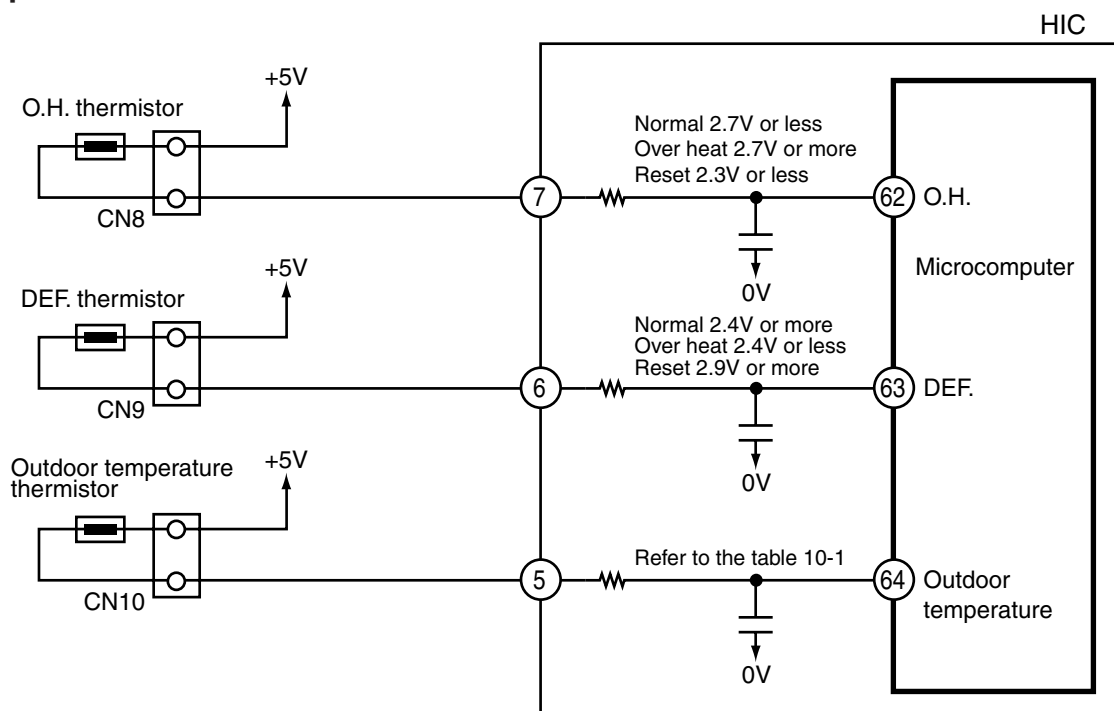 HIC
+5V
O.H. thermistor
CN8
7
Normal 2.7V or less
Over heat 2.7V or more
Reset 2.3V or less
0V
62
O.H.
Microcomputer
+5V
DEF. thermistor
CN9
6
Normal 2.4V or more
Over heat 2.4V or less
Reset 2.9V or more
0V
63
DEF.
Outdoor temperature
thermistor
+5V
CN10
5
Refer to the table 10-1
0V
64
Outdoor
temperature